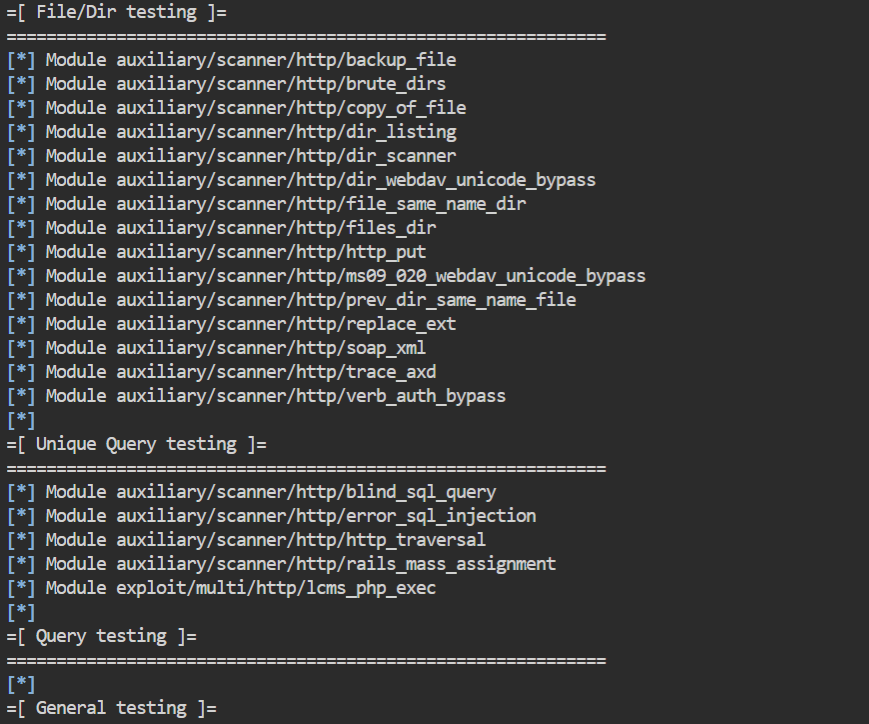 =[ File/Dir testing ]=
============================================================
[*] Module auxiliary/scanner/http/backup_file
[*] Module auxiliary/scanner/http/brute_dirs
[*] Module auxiliary/scanner/http/copy_of_file
[*] Module auxiliary/scanner/http/dir_listing
[*] Module auxiliary/scanner/http/dir_scanner
[*] Module auxiliary/scanner/http/dir_webdav_unicode_bypass
[*] Module auxiliary/scanner/http/file_same_name_dir
[*] Module auxiliary/scanner/http/files_dir
[*] Module auxiliary/scanner/http/http_put
[*] Module auxiliary/scanner/http/ms09_020_webdav_unicode_bypass
[*] Module auxiliary/scanner/http/prev_dir_same_name_file
[*] Module auxiliary/scanner/http/replace_ext
[*] Module auxiliary/scanner/http/soap_xml
[*] Module auxiliary/scanner/http/trace_axd
[*] Module auxiliary/scanner/http/verb_auth_bypass
[*]
=[ Unique Query testing ]=
============================================================
[*] Module auxiliary/scanner/http/blind_sql_query
[*] Module auxiliary/scanner/http/error_sql_injection
[*] Module auxiliary/scanner/http/http_traversal
[*] Module auxiliary/scanner/http/rails_mass_assignment
[*] Module exploit/multi/http/lcms_php_exec
[*]
=[ Query testing ]=
============================================================
[*]
=[ General testing ]=